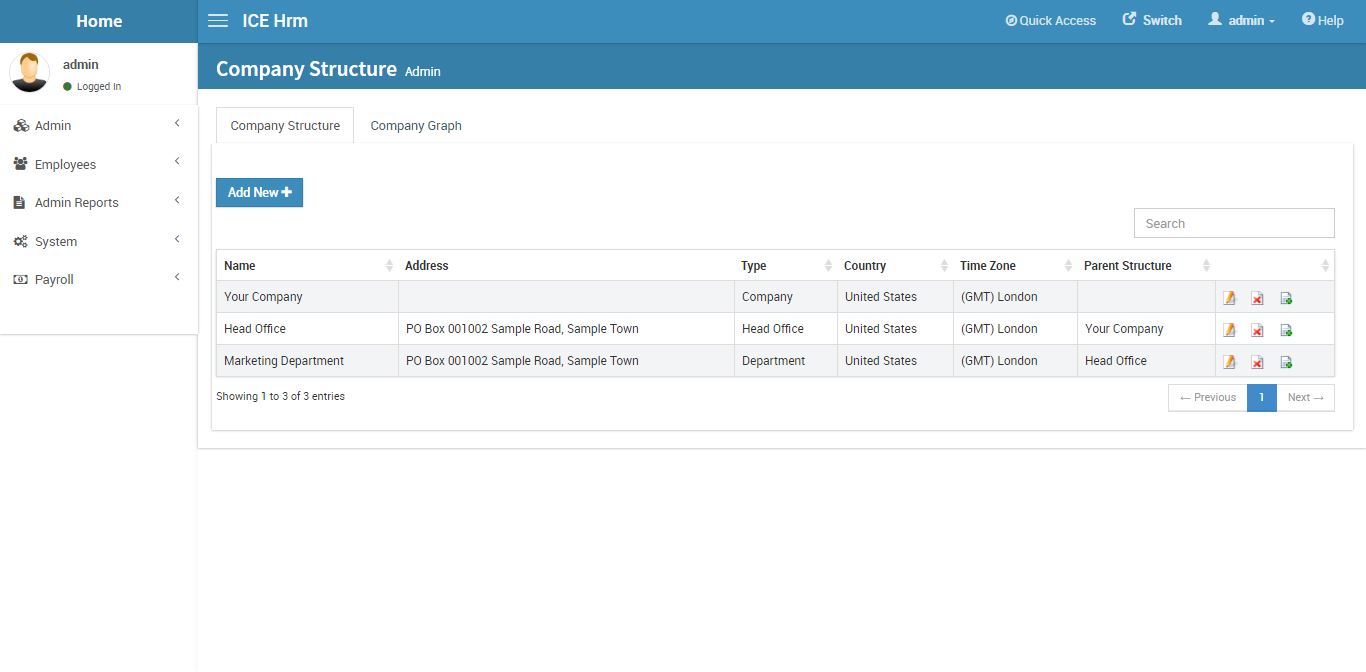 Home
ICE Hrm
Quick Access
Switch
admin
Help
admin
Logged In
Company Structure Admin
Admin
Employees
Admin Reports
System
Payroll
Company Structure
Company Graph
Add New
Search
Name Address Type Country Time Zone Parent Structure
Your Company Company United States (GMT) London
Head Office PO Box 001002 Sample Road, Sample Town Head Office United States (GMT) London Your Company
Marketing Department PO Box 001002 Sample Road, Sample Town Department United States (GMT) London Head Office
Showing 1 to 3 of 3 entries
← Previous 1 Next →